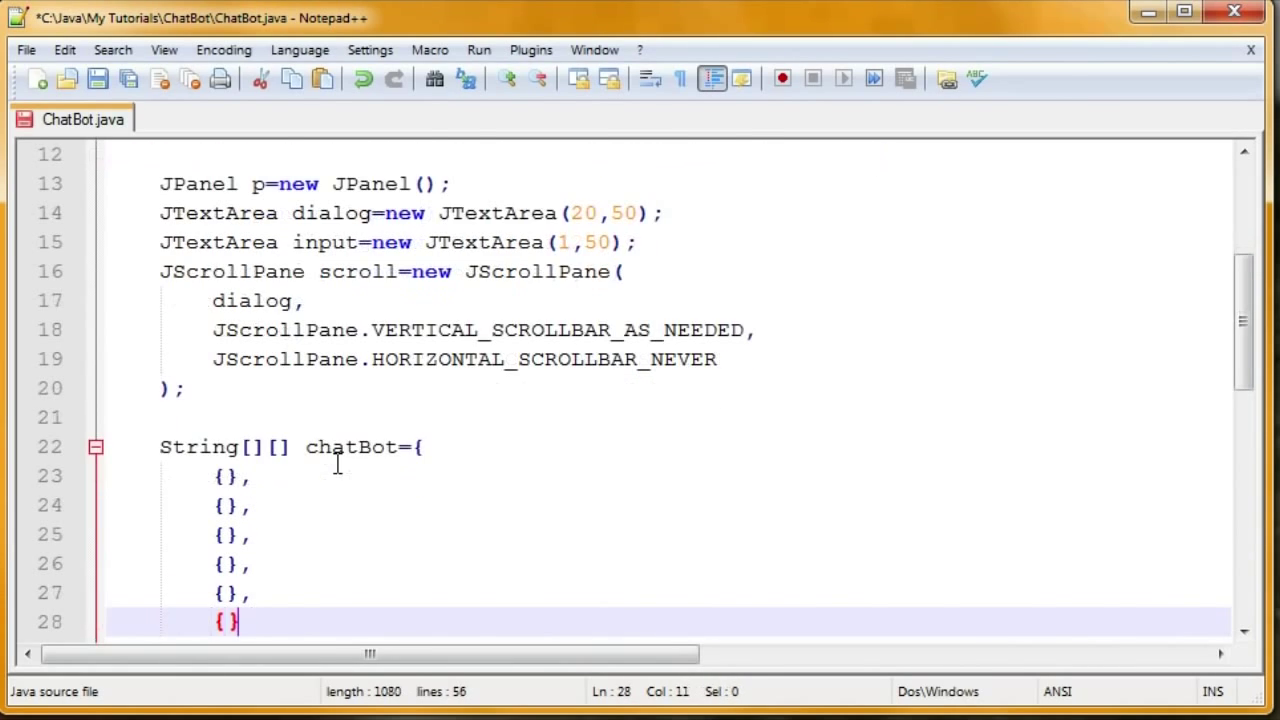 *C:\Java\My Tutorials\ChatBot\ChatBot.java - Notepad++
File Edit Search View Encoding Language Settings Macro Run Plugins Window ? X
ABC
ChatBot.java
12
13 JPanel p=new JPanel();
14 JTextArea dialog=new JTextArea(20,50);
15 JTextArea input=new JTextArea(1,50);
16 JScrollPane scroll=new JScrollPane(
17 dialog,
18 JScrollPane.VERTICAL_SCROLLBAR_AS_NEEDED,
19 JScrollPane.HORIZONTAL_SCROLLBAR_NEVER
20 );
21
22 String[][] chatBot={
23 {},
24 {},
25 {},
26 {},
27 {},
28 {}
Java source file length : 1080 lines : 56 Ln : 28 Col : 11 Sel : 0 Dos\Windows ANSI INS